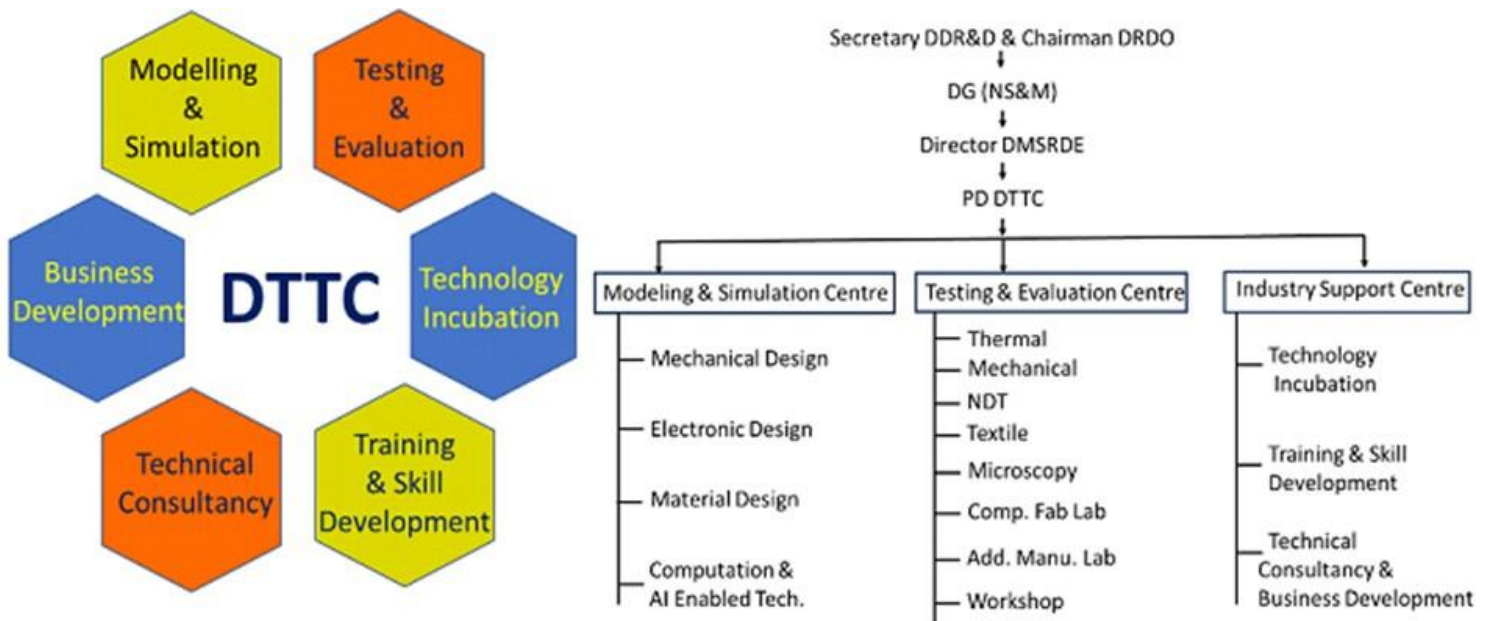 Modelling
&
Simulation
Testing
&
Evaluation
Business
Development
DTTC
Technology
Incubation
Technical
Consultancy
Training
& Skill
Development
Secretary DDR&D & Chairman DRDO
DG (NS&M)
Director DMSRDE
PD DTTC
Modeling & Simulation Centre
Mechanical Design
Electronic Design
Material Design
Computation &
AI Enabled Tech.
Testing & Evaluation Centre
Thermal
Mechanical
NDT
Textile
Microscopy
Comp. Fab Lab
Add. Manu. Lab
Workshop
Industry Support Centre
Technology
Incubation
Training & Skill
Development
Technical
Consultancy &
Business Development